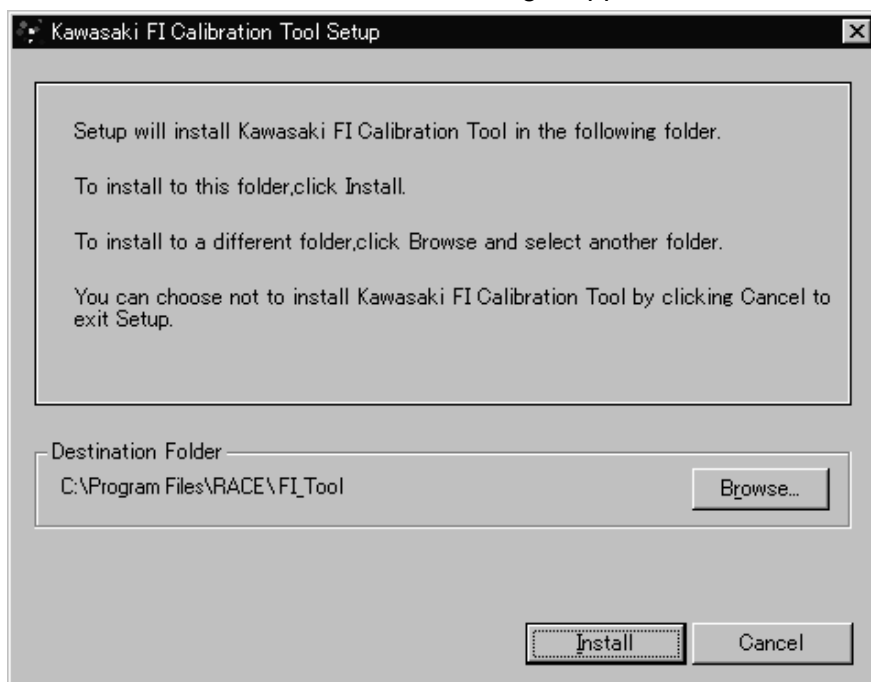 Kawasaki FI Calibration Tool Setup
Setup will install Kawasaki FI Calibration Tool in the following folder.
To install to this folder,click Install.
To install to a different folder,click Browse and select another folder.
You can choose not to install Kawasaki FI Calibration Tool by clicking Cancel to
exit Setup.
Destination Folder
C:\Program Files\RACE\FI_Tool
Browse...
Install
Cancel